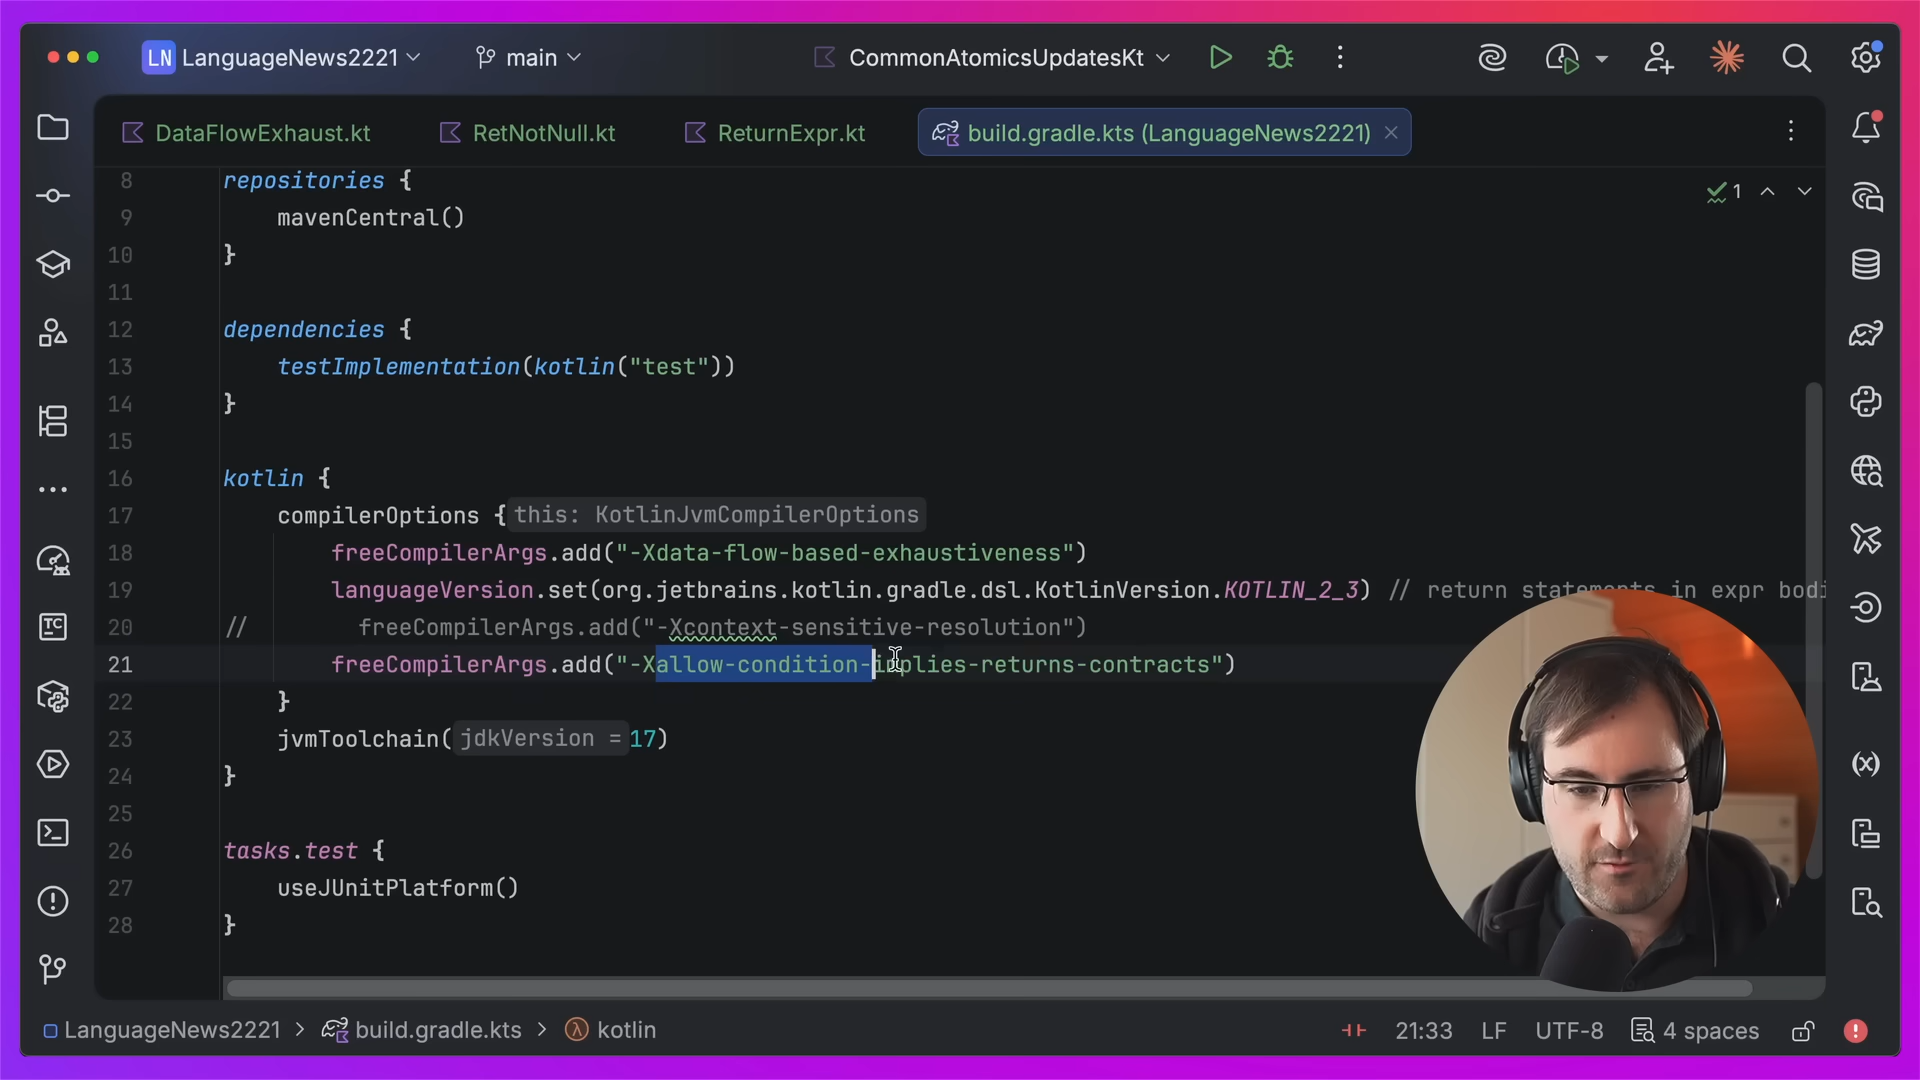 LN LanguageNews2221 main CommonAtomicsUpdatesKt
DataFlowExhaust.kt RetNotNull.kt ReturnExpr.kt build.gradle.kts (LanguageNews2221)
1
8 repositories {
9 mavenCentral()
10 }
11
12 dependencies {
13 testImplementation(kotlin("test"))
14 }
15
16 kotlin {
17 compilerOptions { this: KotlinJvmCompilerOptions
18 freeCompilerArgs.add("-Xdata-flow-based-exhaustiveness")
19 languageVersion.set(org.jetbrains.kotlin.gradle.dsl.KotlinVersion.KOTLIN_2_3) // return statements in expr bodi
20 // freeCompilerArgs.add("-Xcontext-sensitive-resolution")
21 freeCompilerArgs.add("-Xallow-condition-implies-returns-contracts")
22 }
23 jvmToolchain( jdkVersion = 17)
24 }
25
26 tasks.test {
27 useJUnitPlatform()
28 }
TC
(x)
LanguageNews2221 > build.gradle.kts > λ kotlin 21:33 LF UTF-8 4 spaces